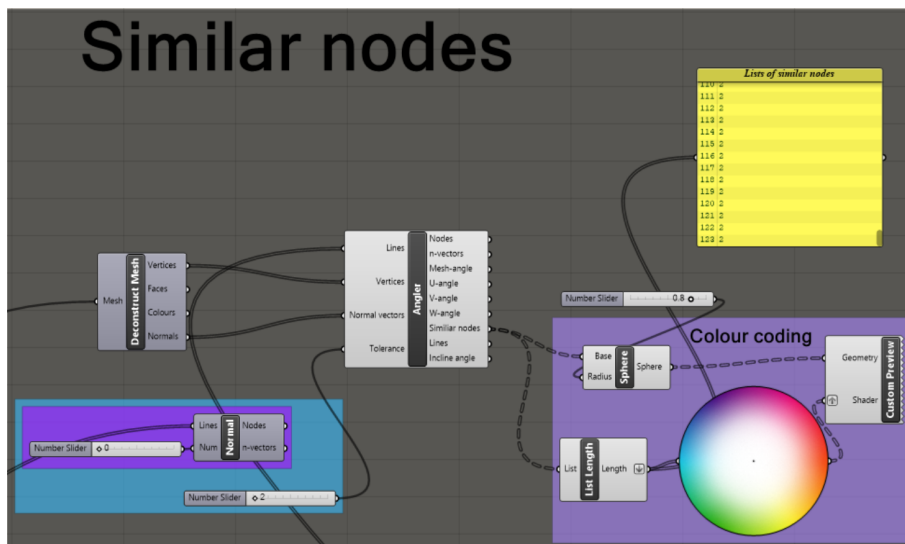 Similar nodes
Lists of similar nodes
110 2
111 2
112 2
113 2
114 2
115 2
116 2
117 2
118 2
119 2
120 2
121 2
122 2
123 2
Mesh
Deconstruct Mesh
Vertices
Faces
Colours
Normals
Lines
Vertices
Normal vectors
Tolerance
Angler
Nodes
n-vectors
Mesh-angle
U-angle
V-angle
W-angle
Similiar nodes
Lines
Incline angle
Number Slider 0.8
Colour coding
Base
Radius
Sphere
Sphere
Geometry
Shader
Custom Preview
Lines
Num
Normal
Nodes
n-vectors
Number Slider 0
Number Slider 2
List
List Length
Length